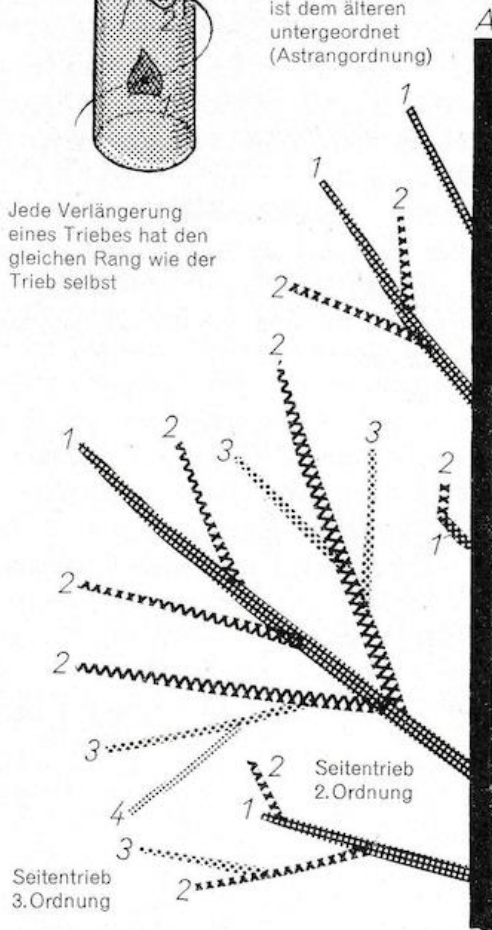 2
1
ist dem älteren
untergeordnet
(Astrangordnung)
A
Jede Verlängerung
eines Triebes hat den
gleichen Rang wie der
Trieb selbst
1
1
2
2
2
1
2
3
3
2
1
2
2
3
4
2
Seitentrieb
2. Ordnung
1
3
2
Seitentrieb
3. Ordnung